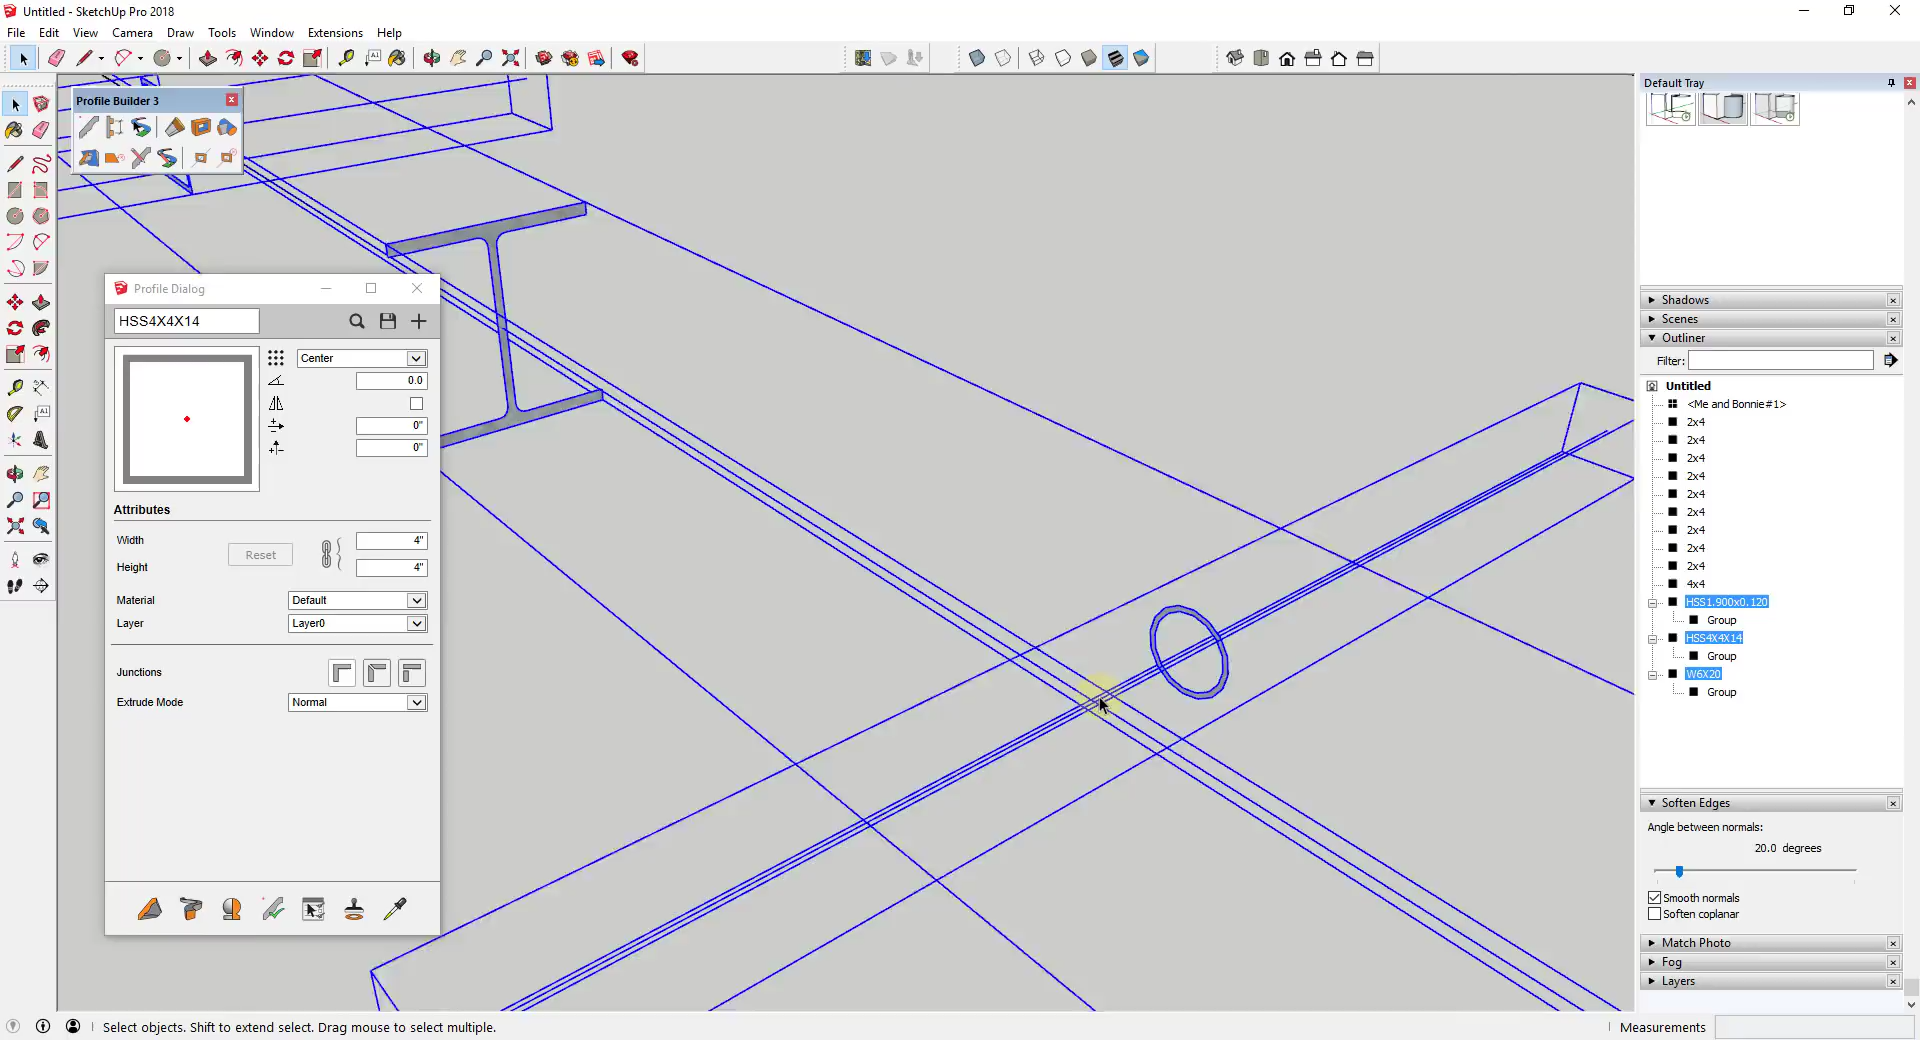 Untitled - SketchUp Pro 2018
File Edit View Camera Draw Tools Window Extensions Help
Default Tray
Profile Builder 3
Profile Dialog
HSS4X4X14
Center
0.0
0"
0"
Attributes
Width 4"
Reset
Height 4"
Material Default
Layer Layer0
Junctions
Extrude Mode Normal
Shadows
Scenes
Outliner
Filter:
Untitled
<Me and Bonnie#1>
2x4
2x4
2x4
2x4
2x4
2x4
2x4
2x4
2x4
4x4
HSS1.900x0.120
Group
HSS4X4X14
Group
W6X20
Group
Soften Edges
Angle between normals:
20.0 degrees
Smooth normals
Soften coplanar
Match Photo
Fog
Layers
Select objects. Shift to extend select. Drag mouse to select multiple.
Measurements